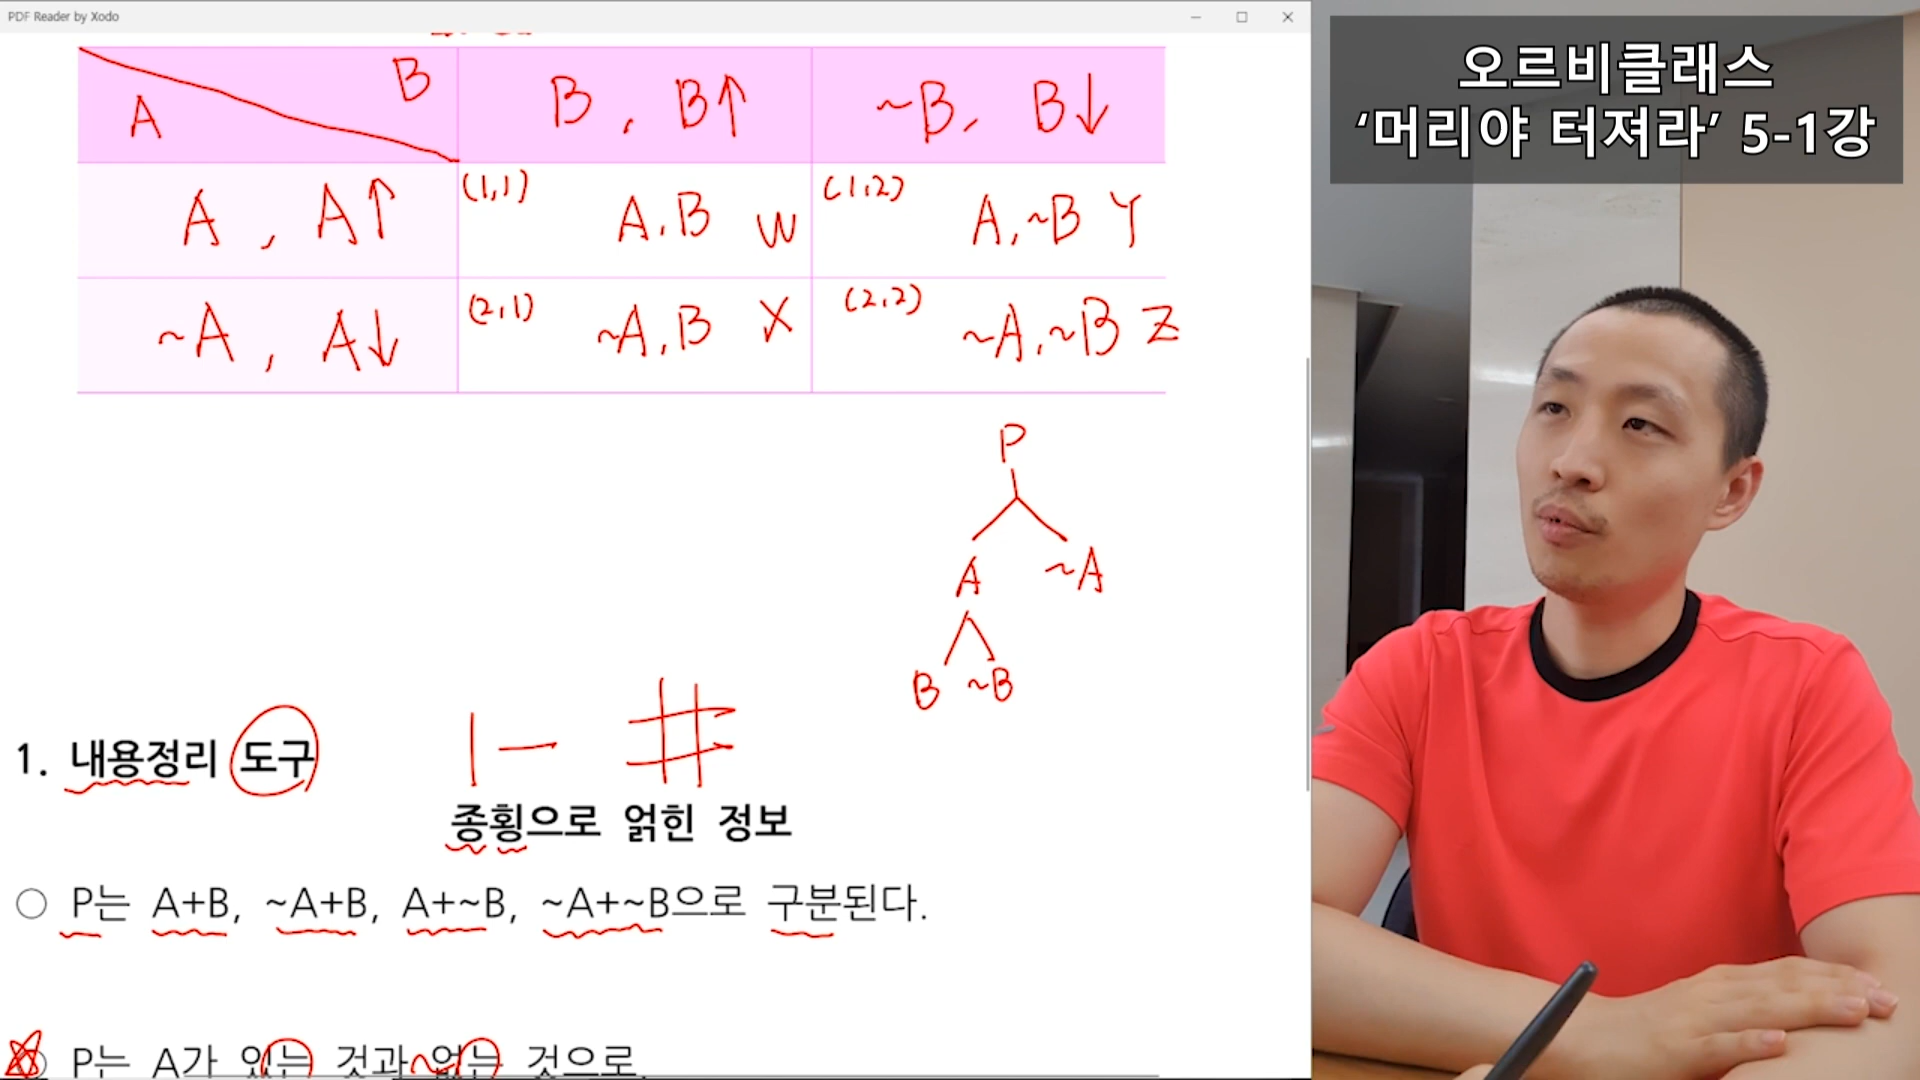 PDF Reader by Xodo
오르비클래스
‘머리야 터져라’ 5-1강
A B
B , B↑
~B, B↓
A , A↑
(1,1) A,B W
(1,2) A,~B Y
~A , A↓
(2,1) ~A,B X
(2,2) ~A,~B Z
P
A ~A
B ~B
1. 내용정리 도구
종횡으로 얽힌 정보
○ P는 A+B, ~A+B, A+~B, ~A+~B으로 구분된다.
P는 A가 있는 것과 ~없는 것으로